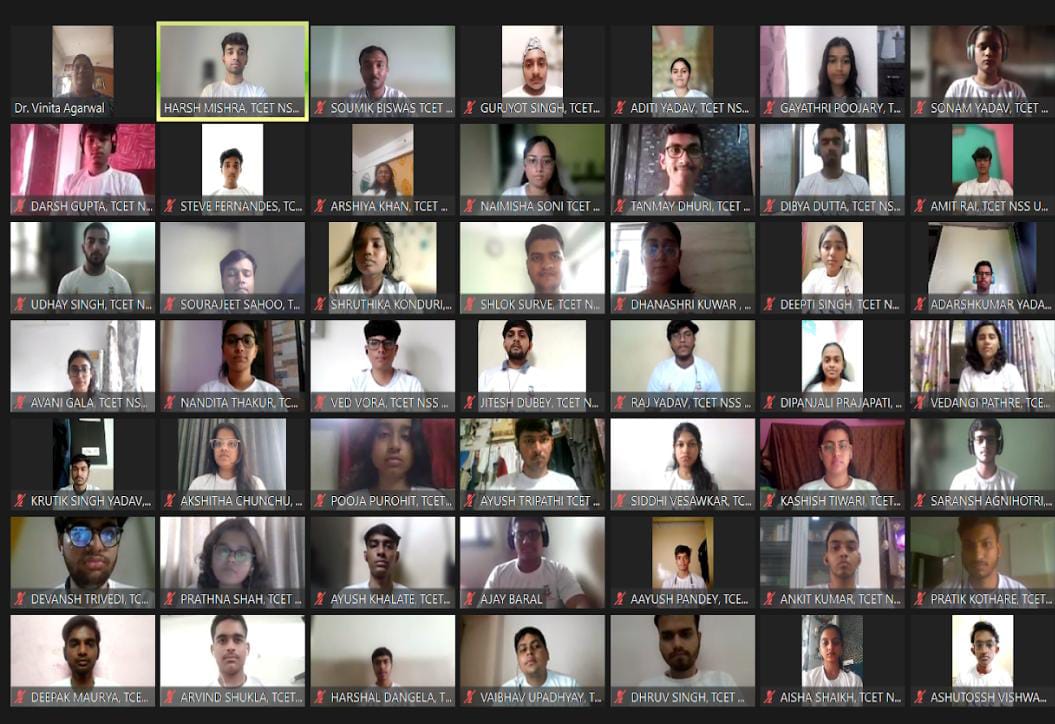 Dr. Vinita Agarwal
HARSH MISHRA, TCET NS...
SOUMIK BISWAS TCET ...
GURJYOT SINGH, TCET...
ADITI YADAV, TCET NS...
GAYATHRI POOJARY, T...
SONAM YADAV, TCET ...
DARSH GUPTA, TCET N...
STEVE FERNANDES, TC...
ARSHIYA KHAN, TCET ...
NAIMISHA SONI TCET ...
TANMAY DHURI, TCET ...
DIBYA DUTTA, TCET NS...
AMIT RAI, TCET NSS U...
UDHAY SINGH, TCET N...
SOURAJEET SAHOO, T...
SHRUTHIKA KONDURI,...
SHLOK SURVE, TCET N...
DHANASHRI KUWAR , ...
DEEPTI SINGH, TCET N...
ADARSHKUMAR YADA...
AVANI GALA, TCET NS...
NANDITA THAKUR, TC...
VED VORA, TCET NSS ...
JITESH DUBEY, TCET N...
RAJ YADAV, TCET NSS ...
DIPANJALI PRAJAPATI, ...
VEDANGI PATHRE, TCE...
KRUTIK SINGH YADAV,...
AKSHITHA CHUNCHU, ...
POOJA PUROHIT, TCET...
AYUSH TRIPATHI TCET ...
SIDDHI VESAWKAR, TC...
KASHISH TIWARI, TCET...
SARANSH AGNIHOTRI,...
DEVANSH TRIVEDI, TC...
PRATHNA SHAH, TCET ...
AYUSH KHALATE, TCET...
AJAY BARAL
AAYUSH PANDEY, TCE...
ANKIT KUMAR, TCET N...
PRATIK KOTHARE, TCET...
DEEPAK MAURYA, TCE...
ARVIND SHUKLA, TCET...
HARSHAL DANGELA, T...
VAIBHAV UPADHYAY, T...
DHRUV SINGH, TCET ...
AISHA SHAIKH, TCET N...
ASHUTOSSH VISHWA...